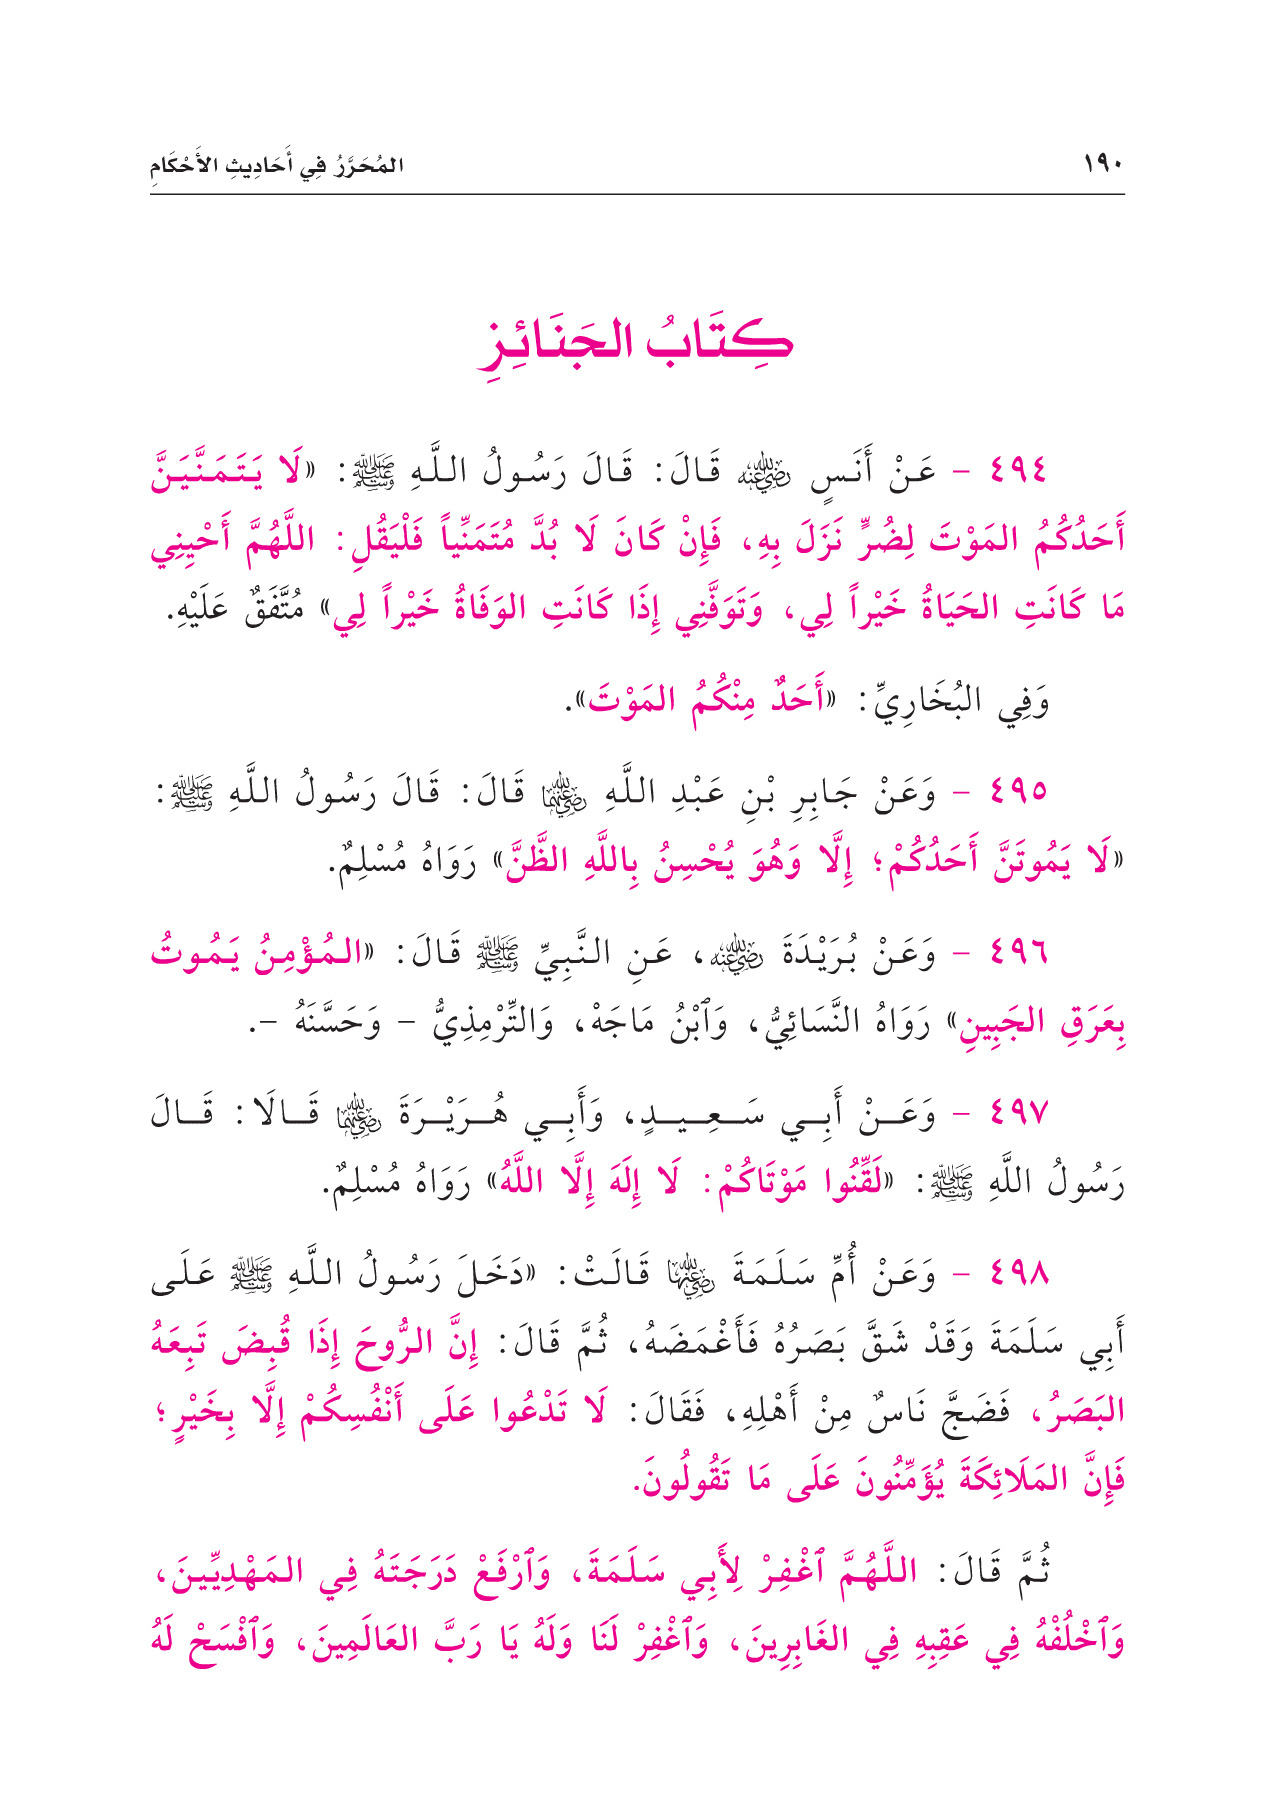 ١٩٠
المُحَرَّرُ فِي أَحَادِيثِ الأَحْكَامِ
كِتَابُ الجَنَائِزِ
٤٩٤ - عَنْ أَنَسٍ رضي الله عنه قَالَ: قَالَ رَسُولُ اللَّهِ ﷺ: «لَا يَتَمَنَّيَنَّ
أَحَدُكُمُ المَوْتَ لِضُرٍّ نَزَلَ بِهِ، فَإِنْ كَانَ لَا بُدَّ مُتَمَنِّياً فَلْيَقُلِ: اللَّهُمَّ أَحْيِنِي
مَا كَانَتِ الحَيَاةُ خَيْراً لِي، وَتَوَفَّنِي إِذَا كَانَتِ الوَفَاةُ خَيْراً لِي» مُتَّفَقٌ عَلَيْهِ.
وَفِي البُخَارِيِّ: «أَحَدٌ مِنْكُمُ المَوْتَ».
٤٩٥ - وَعَنْ جَابِرِ بْنِ عَبْدِ اللَّهِ رضي الله عنهما قَالَ: قَالَ رَسُولُ اللَّهِ ﷺ:
«لَا يَمُوتَنَّ أَحَدُكُمْ؛ إِلَّا وَهُوَ يُحْسِنُ بِاللَّهِ الظَّنَّ» رَوَاهُ مُسْلِمٌ.
٤٩٦ - وَعَنْ بُرَيْدَةَ رضي الله عنه، عَنِ النَّبِيِّ ﷺ قَالَ: «المُؤْمِنُ يَمُوتُ
بِعَرَقِ الجَبِينِ» رَوَاهُ النَّسَائِيُّ، وَٱبْنُ مَاجَهْ، وَالتِّرْمِذِيُّ - وَحَسَّنَهُ -.
٤٩٧ - وَعَنْ أَبِي سَعِيدٍ، وَأَبِي هُرَيْرَةَ رضي الله عنهما قَالَا: قَالَ
رَسُولُ اللَّهِ ﷺ: «لَقِّنُوا مَوْتَاكُمْ: لَا إِلَهَ إِلَّا اللَّهُ» رَوَاهُ مُسْلِمٌ.
٤٩٨ - وَعَنْ أُمِّ سَلَمَةَ رضي الله عنها قَالَتْ: «دَخَلَ رَسُولُ اللَّهِ ﷺ عَلَى
أَبِي سَلَمَةَ وَقَدْ شَقَّ بَصَرُهُ فَأَغْمَضَهُ، ثُمَّ قَالَ: إِنَّ الرُّوحَ إِذَا قُبِضَ تَبِعَهُ
البَصَرُ، فَضَجَّ نَاسٌ مِنْ أَهْلِهِ، فَقَالَ: لَا تَدْعُوا عَلَى أَنْفُسِكُمْ إِلَّا بِخَيْرٍ؛
فَإِنَّ المَلَائِكَةَ يُؤَمِّنُونَ عَلَى مَا تَقُولُونَ.
ثُمَّ قَالَ: اللَّهُمَّ ٱغْفِرْ لِأَبِي سَلَمَةَ، وَٱرْفَعْ دَرَجَتَهُ فِي المَهْدِيِّينَ،
وَٱخْلُفْهُ فِي عَقِبِهِ فِي الغَابِرِينَ، وَٱغْفِرْ لَنَا وَلَهُ يَا رَبَّ العَالَمِينَ، وَٱفْسَحْ لَهُ